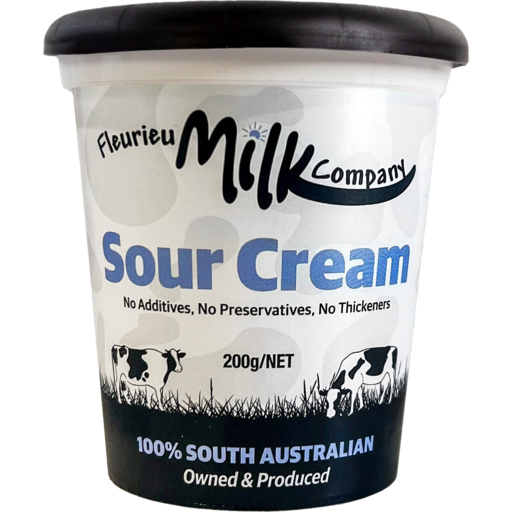 Fleurieu Milk Company
Sour Cream
No Additives, No Preservatives, No Thickeners
200g/NET
100% SOUTH AUSTRALIAN
Owned & Produced